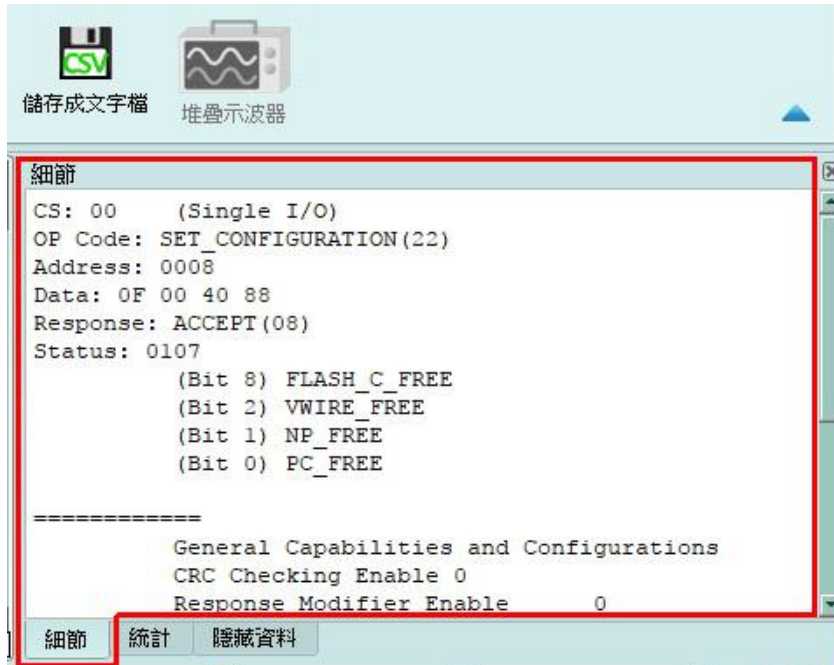 CSV
儲存成文字檔
堆疊示波器
細節
CS: 00 (Single I/O)
OP Code: SET_CONFIGURATION(22)
Address: 0008
Data: 0F 00 40 88
Response: ACCEPT(08)
Status: 0107
(Bit 8) FLASH_C_FREE
(Bit 2) VWIRE_FREE
(Bit 1) NP_FREE
(Bit 0) PC_FREE
============
General Capabilities and Configurations
CRC Checking Enable 0
Response Modifier Enable 0
細節 統計 隱藏資料